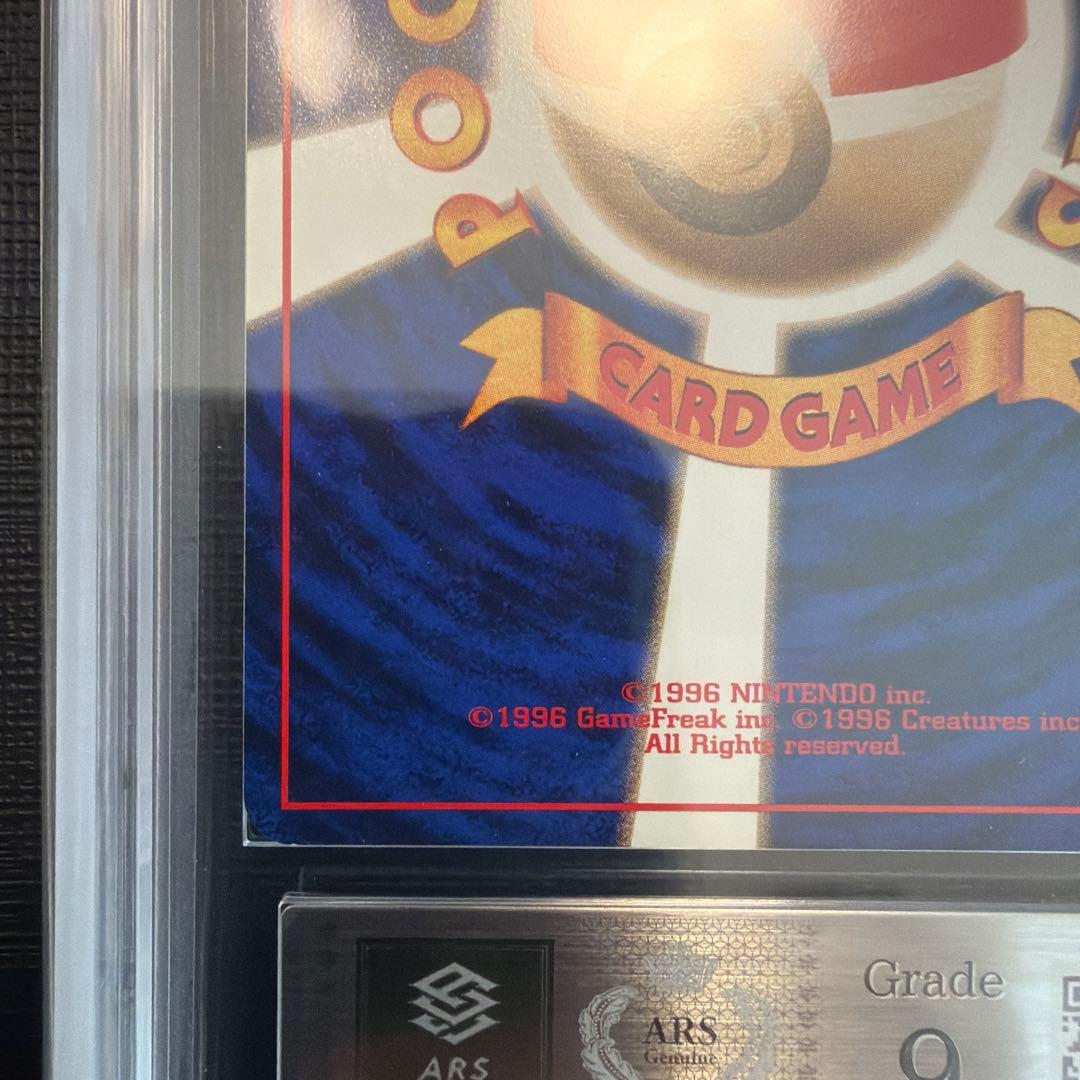 POC
CARD GAME
©1996 NINTENDO inc.
©1996 GameFreak inc. ©1996 Creatures inc
All Rights reserved.
Grade
9
ARS
Genuine
ARS